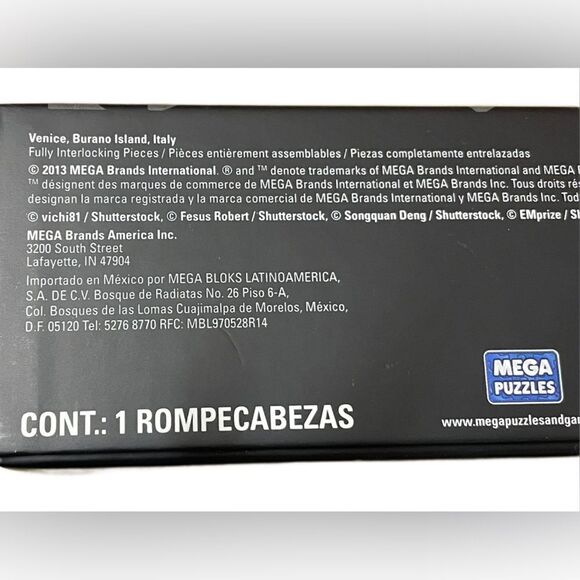 Venice, Burano Island, Italy
Fully Interlocking Pieces / Pièces entièrement assemblables / Piezas completamente entrelazadas
© 2013 MEGA Brands International. ® and ™ denote trademarks of MEGA Brands International and MEGA
™ désignent des marques de commerce de MEGA Brands International et MEGA Brands Inc. Tous droits
designan la marca registrada y la marca comercial de MEGA Brands International y MEGA Brands Inc.
© vichi81 / Shutterstock, © Fesus Robert / Shutterstock, © Songquan Deng / Shutterstock, © EMprize /
MEGA Brands America Inc.
3200 South Street
Lafayette, IN 47904
Importado en México por MEGA BLOKS LATINOAMERICA,
S.A. DE C.V. Bosque de Radiatas No. 26 Piso 6-A,
Col. Bosques de las Lomas Cuajimalpa de Morelos, México,
D.F. 05120 Tel: 5276 8770 RFC: MBL970528R14
MEGA
PUZZLES
CONT.: 1 ROMPECABEZAS
www.megapuzzlesandga